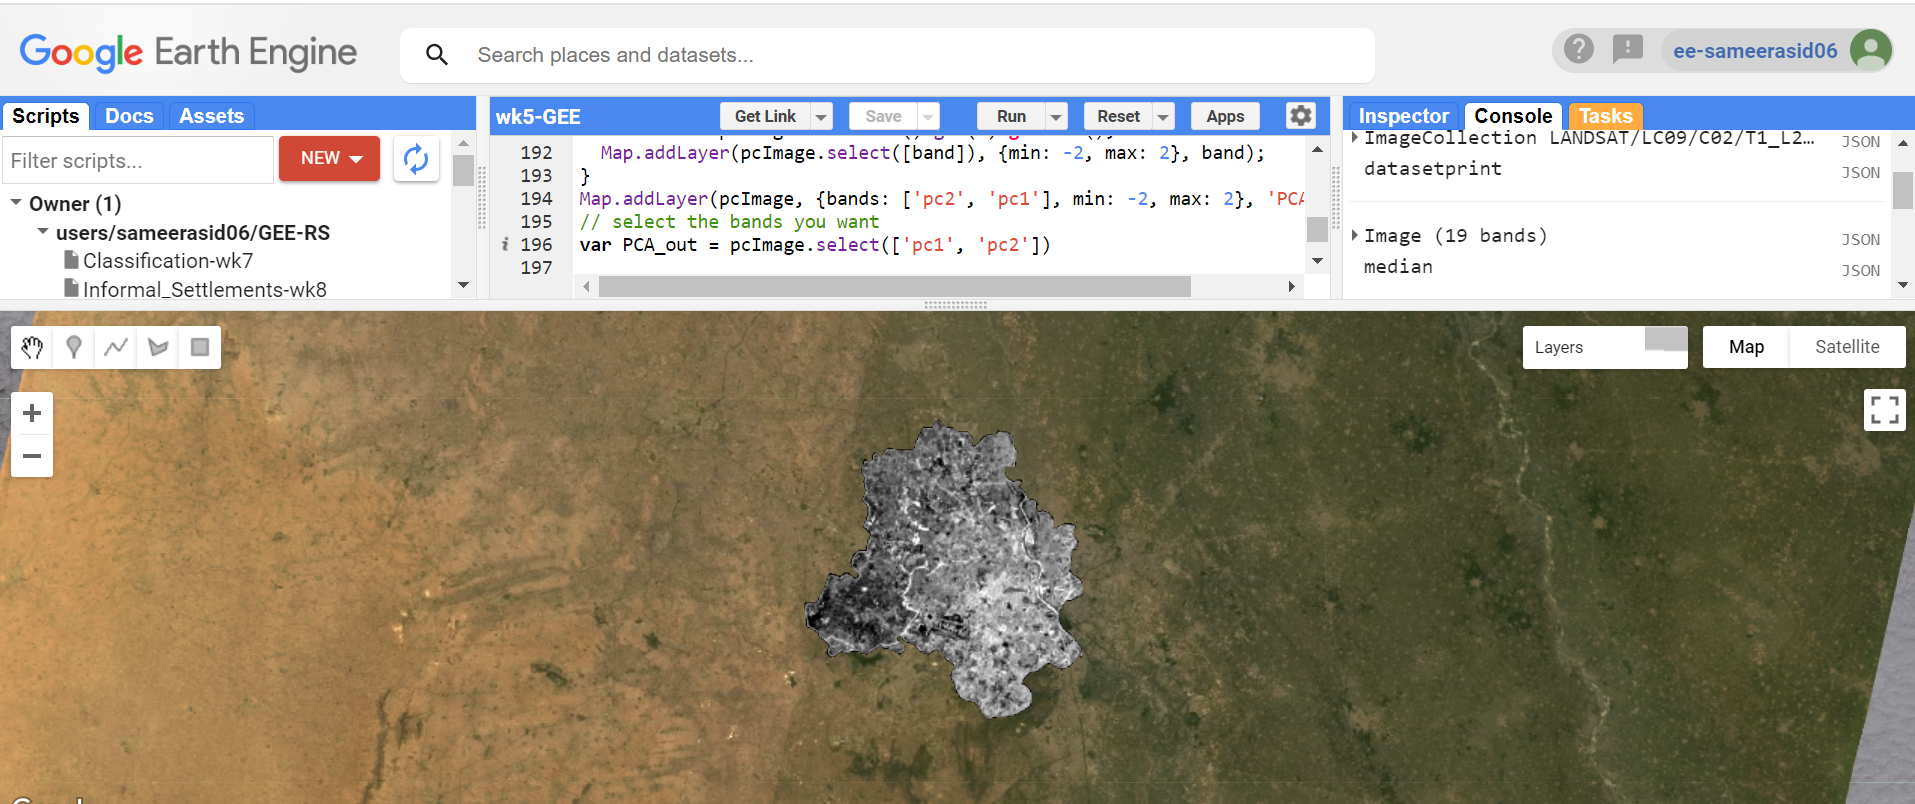 Google Earth Engine
Search places and datasets...
ee-sameerasid06
Scripts Docs Assets
Filter scripts...
NEW
Owner (1)
users/sameerasid06/GEE-RS
Classification-wk7
Informal_Settlements-wk8
wk5-GEE
Get Link Save Run Reset Apps
192 Map.addLayer(pcImage.select([band]), {min: -2, max: 2}, band);
193 }
194 Map.addLayer(pcImage, {bands: ['pc2', 'pc1'], min: -2, max: 2}, 'PCA
195 // select the bands you want
i 196 var PCA_out = pcImage.select(['pc1', 'pc2'])
197
Inspector Console Tasks
ImageCollection LANDSAT/LC09/C02/T1_L2… JSON
datasetprint JSON
Image (19 bands) JSON
median JSON
Layers
Map Satellite